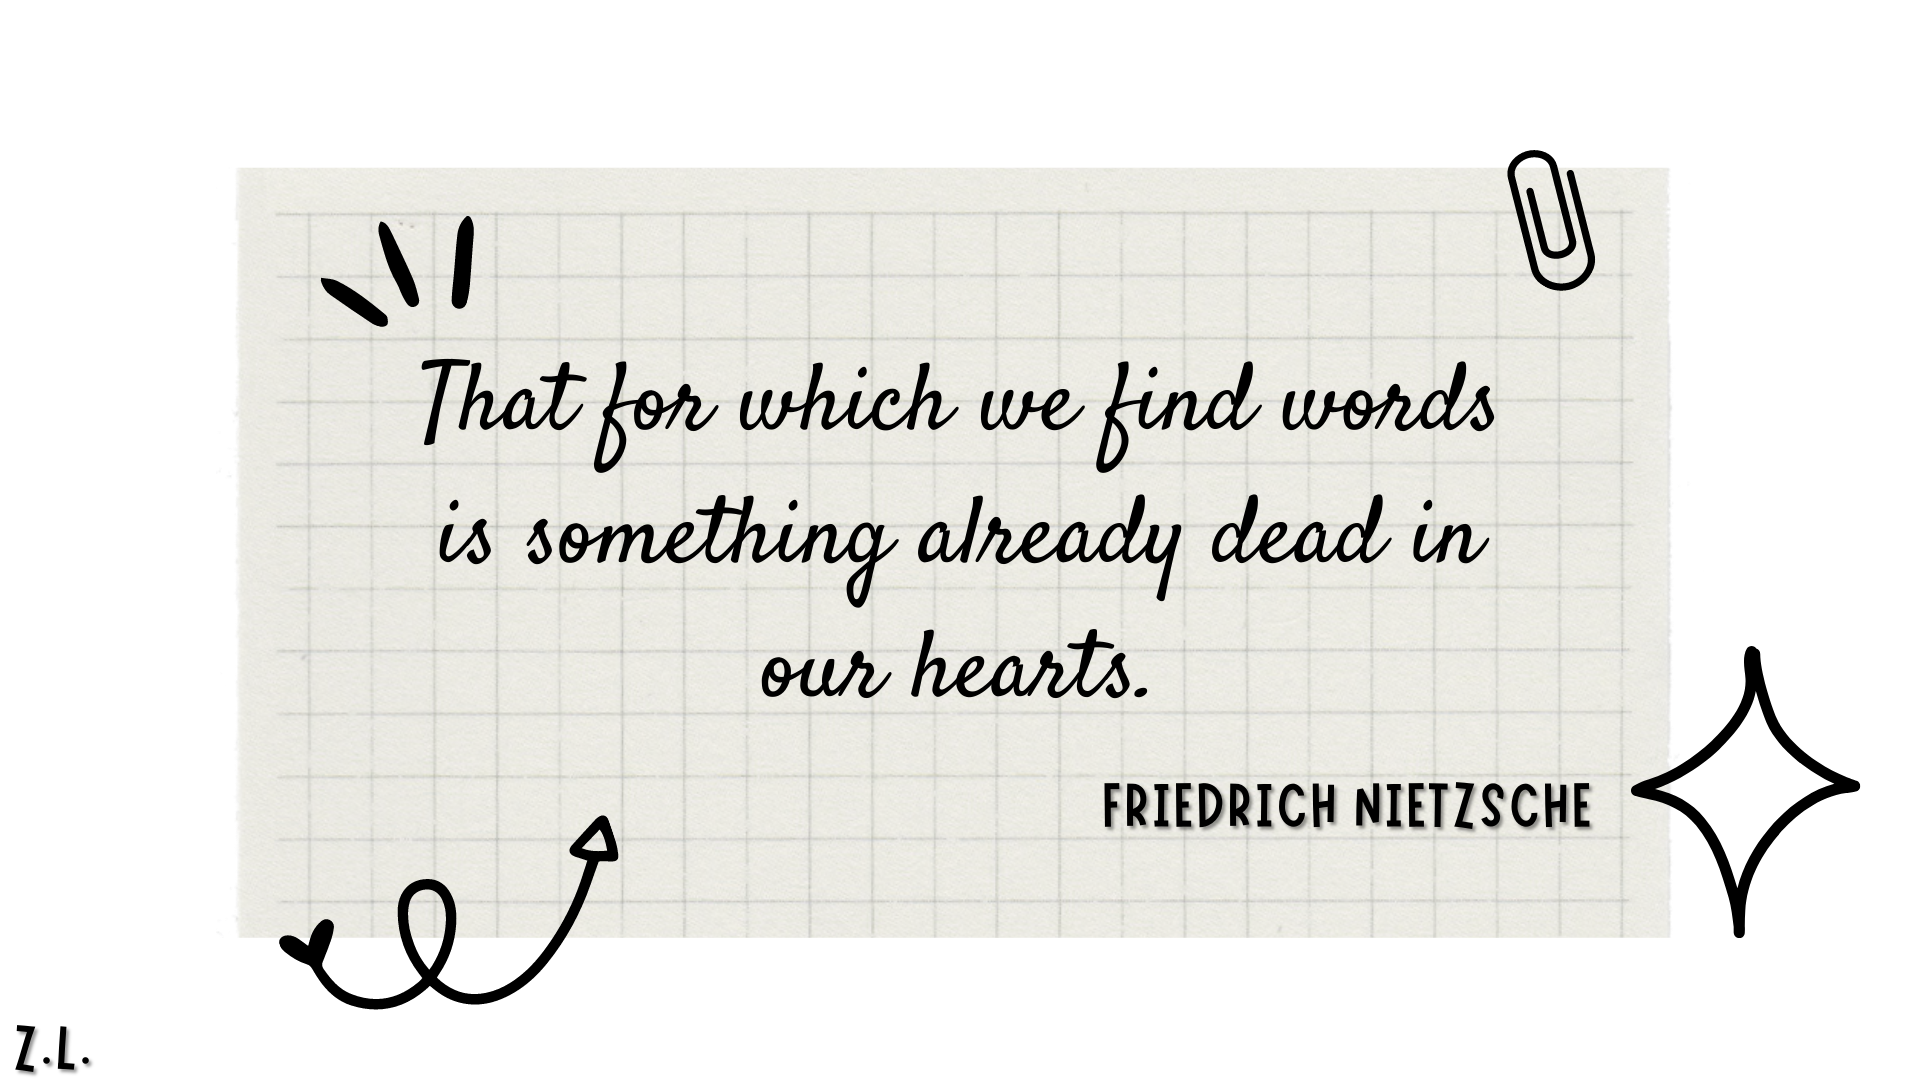 That for which we find words
is something already dead in
our hearts.
FRIEDRICH NIETZSCHE
Z.L.